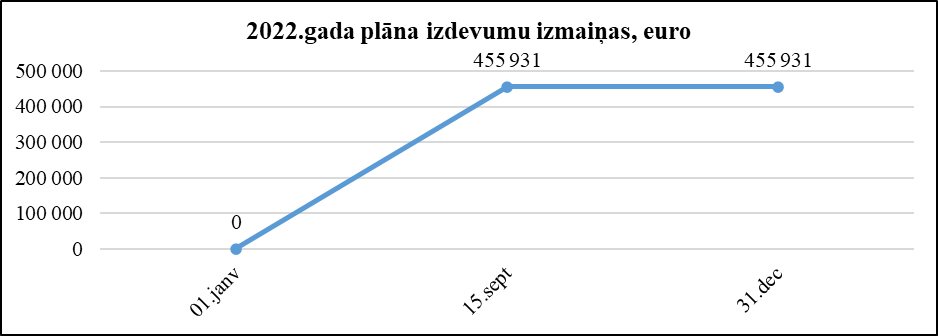 2022.gada plāna izdevumu izmaiņas, euro
455 931 455 931
500 000
400 000
300 000
200 000
100 000
0
0
01.janv 15.sept 31.dec